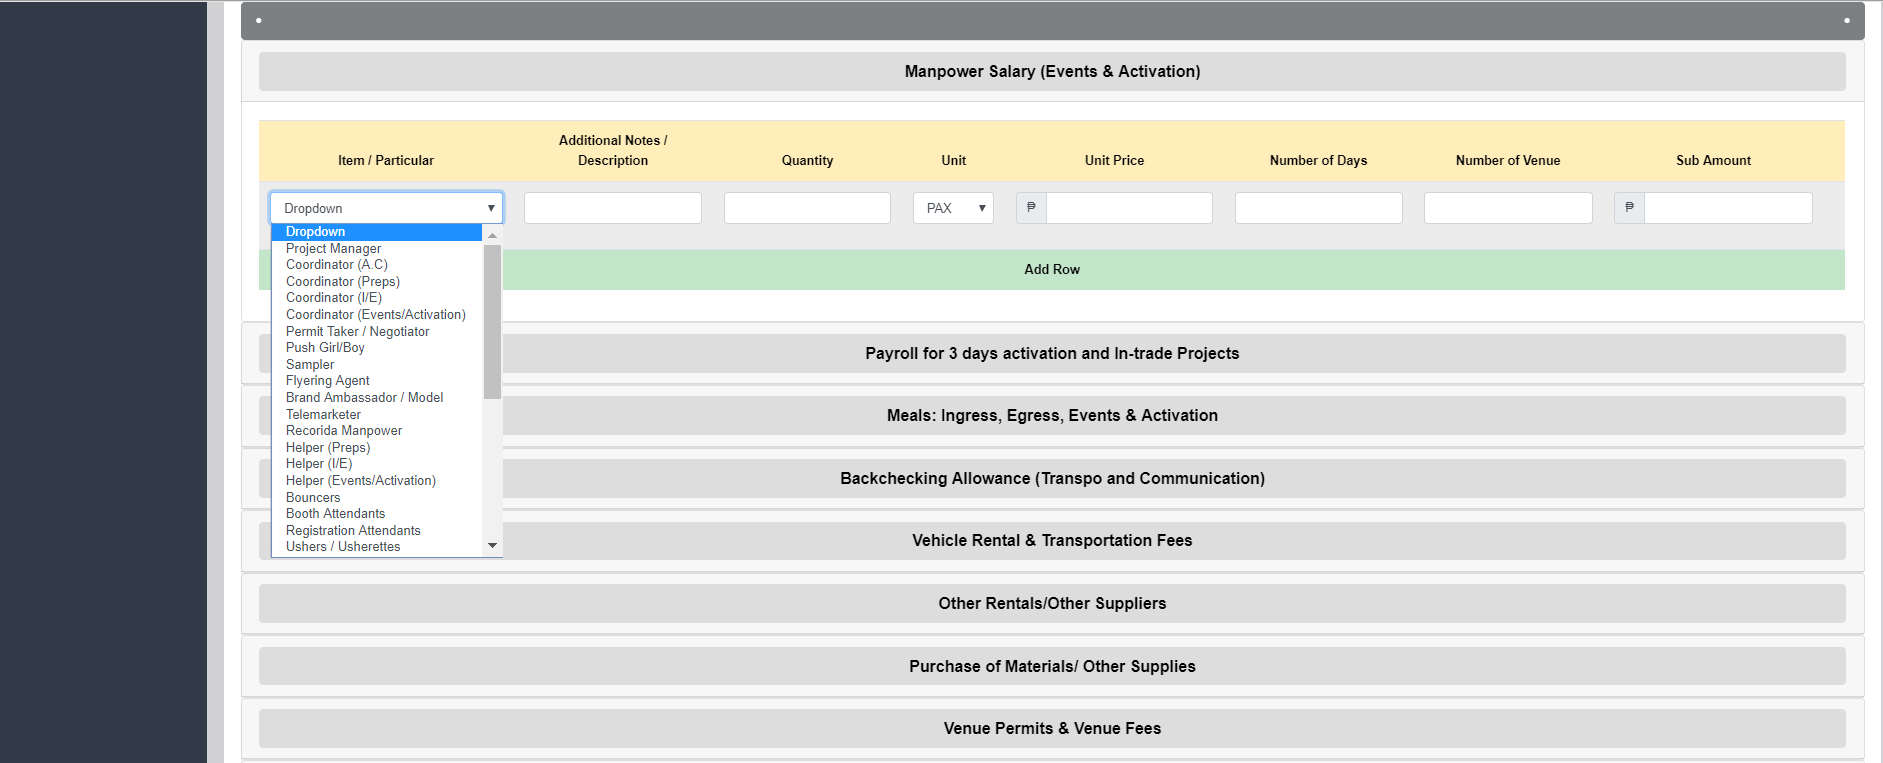 Manpower Salary (Events & Activation)
Item / Particular
Additional Notes /
Description
Quantity
Unit
Unit Price
Number of Days
Number of Venue
Sub Amount
Dropdown
PAX
₱
₱
Dropdown
Project Manager
Coordinator (A.C)
Coordinator (Preps)
Coordinator (I/E)
Coordinator (Events/Activation)
Permit Taker / Negotiator
Push Girl/Boy
Sampler
Flyering Agent
Brand Ambassador / Model
Telemarketer
Recorida Manpower
Helper (Preps)
Helper (I/E)
Helper (Events/Activation)
Bouncers
Booth Attendants
Registration Attendants
Ushers / Usherettes
Add Row
Payroll for 3 days activation and In-trade Projects
Meals: Ingress, Egress, Events & Activation
Backchecking Allowance (Transpo and Communication)
Vehicle Rental & Transportation Fees
Other Rentals/Other Suppliers
Purchase of Materials/ Other Supplies
Venue Permits & Venue Fees